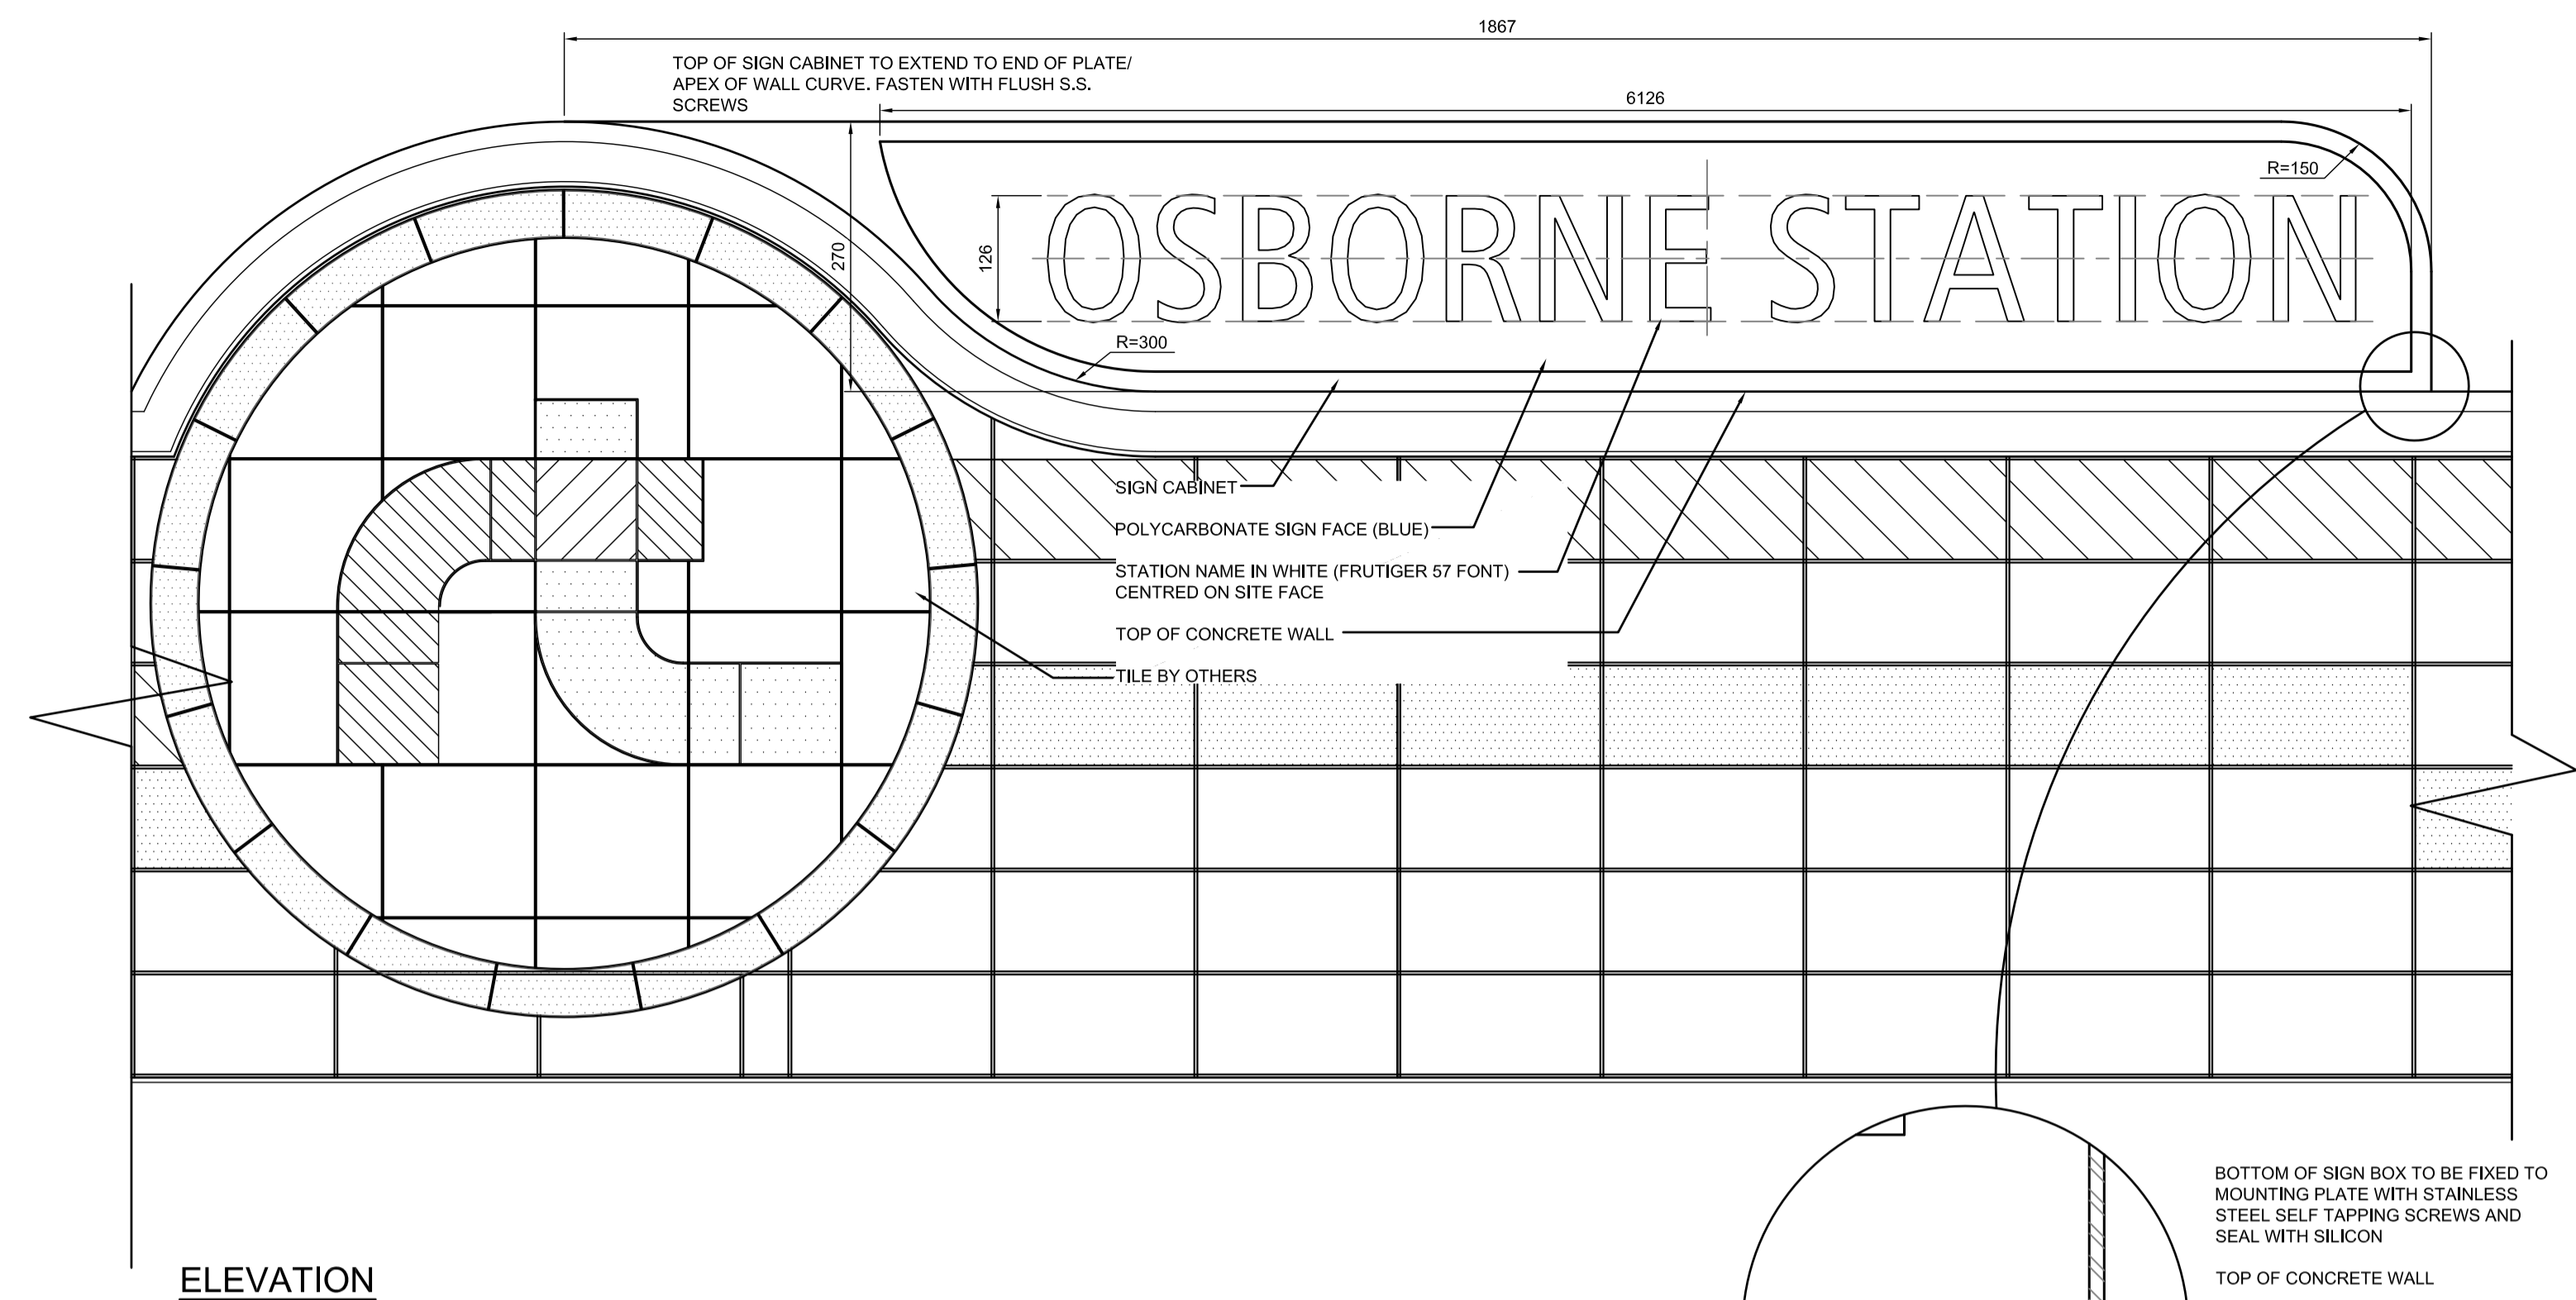 1867
TOP OF SIGN CABINET TO EXTEND TO END OF PLATE/
APEX OF WALL CURVE. FASTEN WITH FLUSH S.S.
SCREWS
6126
R=150
OSBORNE STATION
270
126
R=300
SIGN CABINET
POLYCARBONATE SIGN FACE (BLUE)
STATION NAME IN WHITE (FRUTIGER 57 FONT)
CENTRED ON SITE FACE
TOP OF CONCRETE WALL
TILE BY OTHERS
BOTTOM OF SIGN BOX TO BE FIXED TO
MOUNTING PLATE WITH STAINLESS
STEEL SELF TAPPING SCREWS AND
SEAL WITH SILICON
TOP OF CONCRETE WALL
ELEVATION